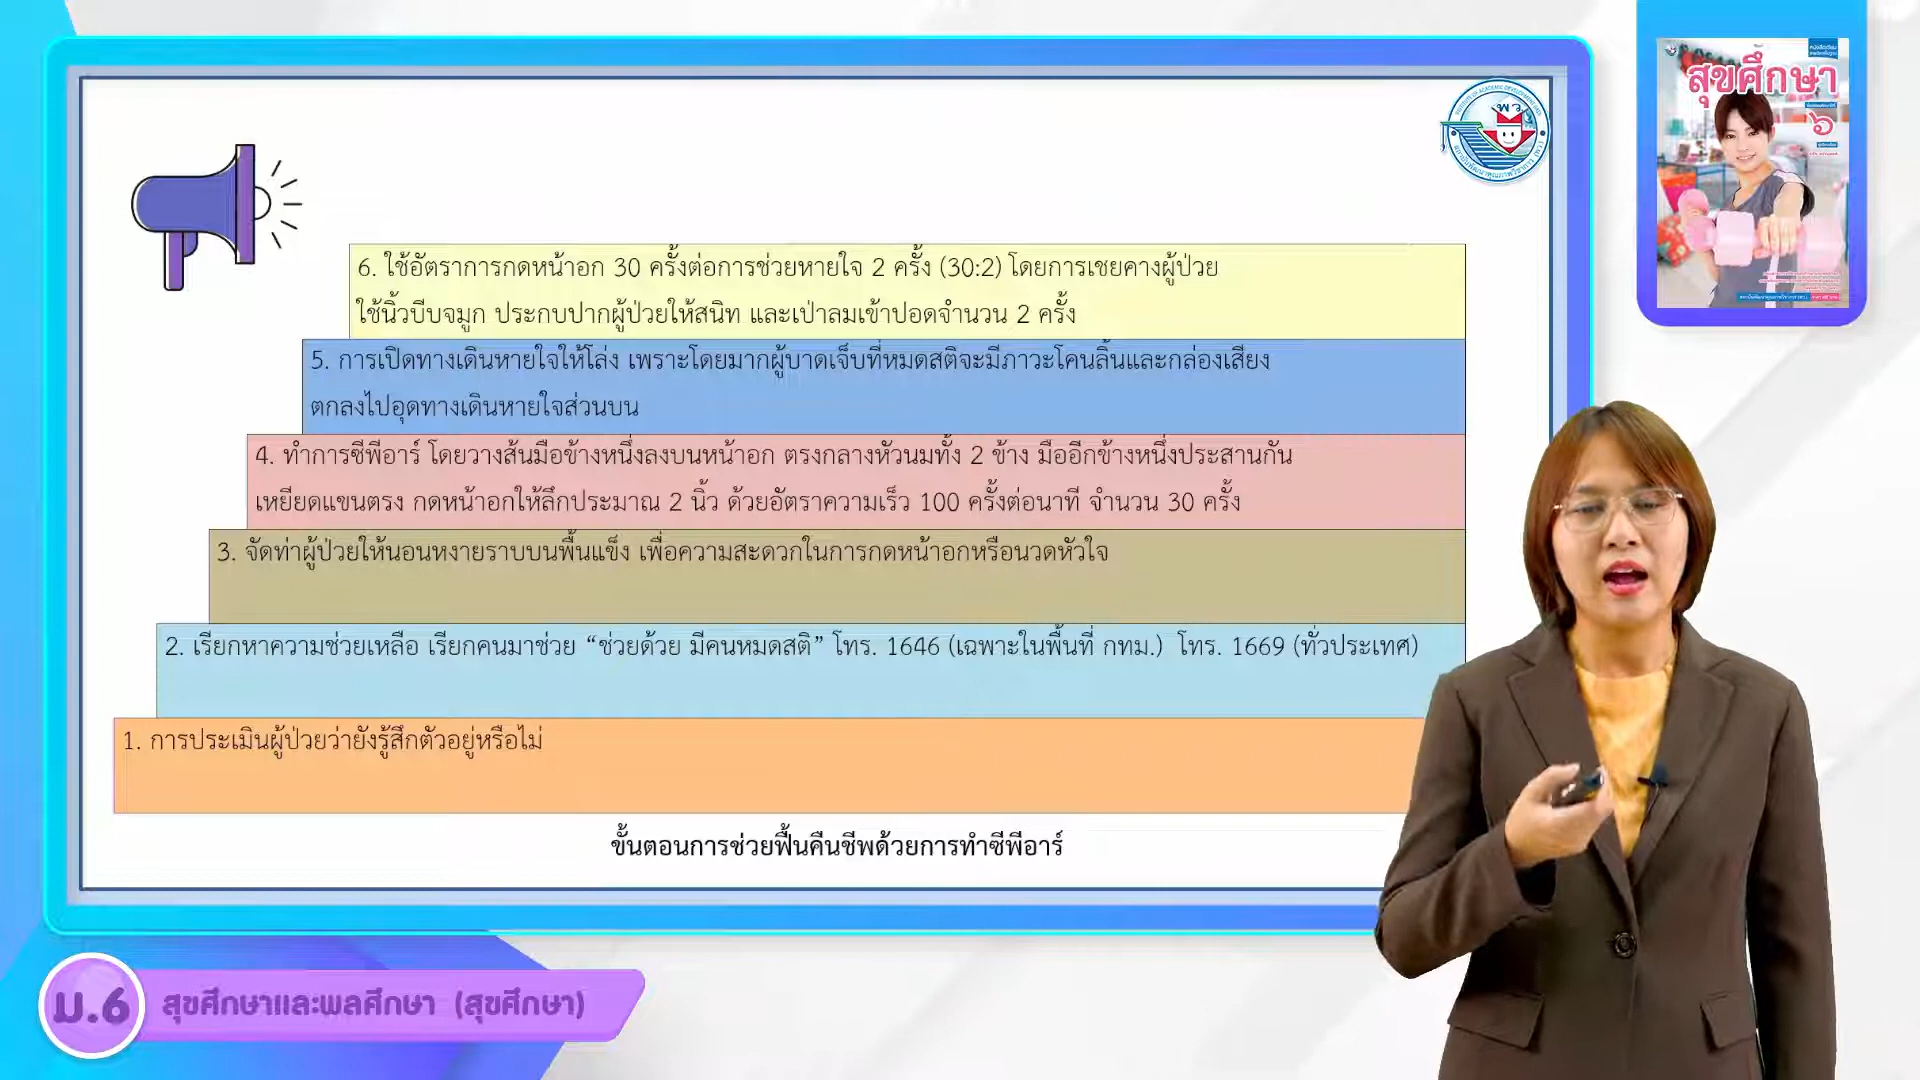 6. ใช้อัตราการกดหน้าอก 30 ครั้งต่อการช่วยหายใจ 2 ครั้ง (30:2) โดยการเชยคางผู้ป่วย
ใช้นิ้วบีบจมูก ประกบปากผู้ป่วยให้สนิท และเป่าลมเข้าปอดจำนวน 2 ครั้ง
5. การเปิดทางเดินหายใจให้โล่ง เพราะโดยมากผู้บาดเจ็บที่หมดสติจะมีภาวะโคนลิ้นและกล่องเสียง
ตกลงไปอุดทางเดินหายใจส่วนบน
4. ทำการซีพีอาร์ โดยวางส้นมือข้างหนึ่งลงบนหน้าอก ตรงกลางหัวนมทั้ง 2 ข้าง มืออีกข้างหนึ่งประสานกัน
เหยียดแขนตรง กดหน้าอกให้ลึกประมาณ 2 นิ้ว ด้วยอัตราความเร็ว 100 ครั้งต่อนาที จำนวน 30 ครั้ง
3. จัดท่าผู้ป่วยให้นอนหงายราบบนพื้นแข็ง เพื่อความสะดวกในการกดหน้าอกหรือนวดหัวใจ
2. เรียกหาความช่วยเหลือ เรียกคนมาช่วย “ช่วยด้วย มีคนหมดสติ” โทร. 1646 (เฉพาะในพื้นที่ กทม.) โทร. 1669 (ทั่วประเทศ)
1. การประเมินผู้ป่วยว่ายังรู้สึกตัวอยู่หรือไม่
ขั้นตอนการช่วยฟื้นคืนชีพด้วยการทำซีพีอาร์
พว.
สุขศึกษา
๖
ม.6 สุขศึกษาและพลศึกษา (สุขศึกษา)